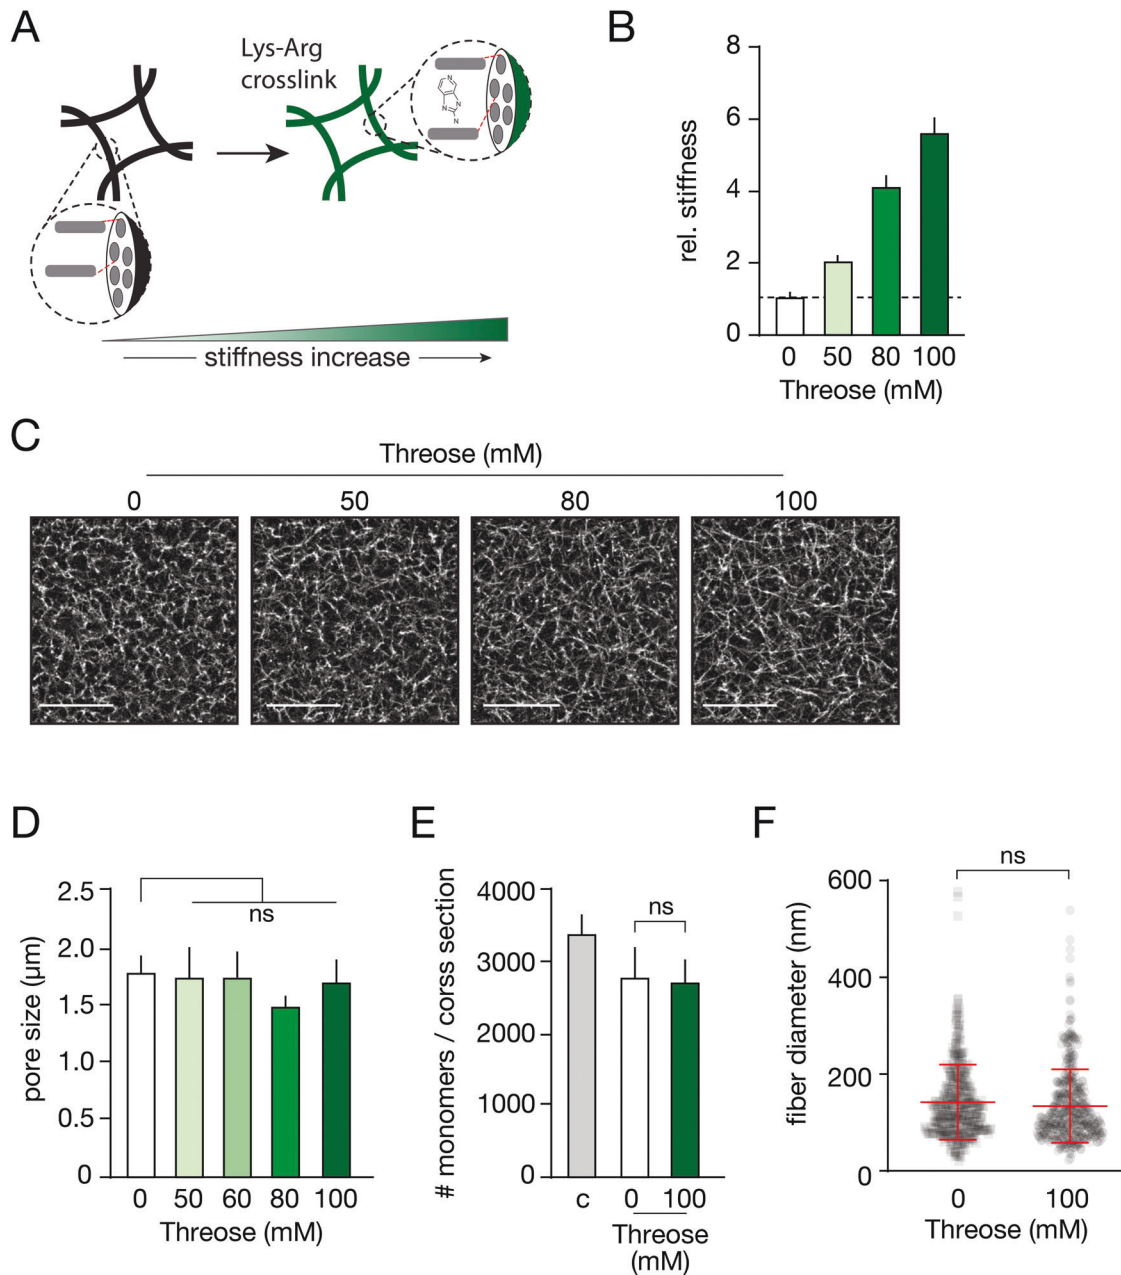 A
Lys-Arg
crosslink
N
N
N
N
stiffness increase
B
8
6
4
2
0
rel. stiffness
0 50 80 100
Threose (mM)
C
Threose (mM)
0 50 80 100
D
2.5
2.0
1.5
1.0
0.5
0
pore size (µm)
ns
0 50 60 80 100
Threose (mM)
E
4000
3000
2000
1000
0
# monomers / corss section
ns
c 0 100
Threose
(mM)
F
600
400
200
0
fiber diameter (nm)
ns
0 100
Threose (mM)